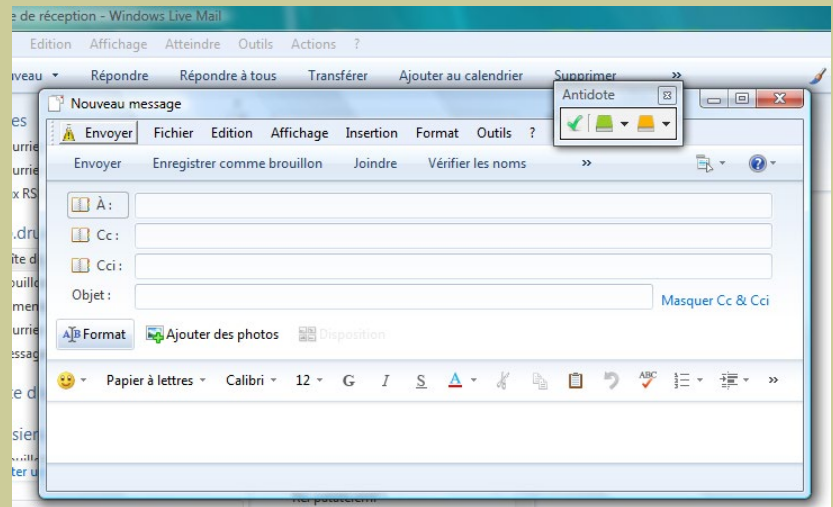 e de réception - Windows Live Mail
Edition Affichage Atteindre Outils Actions ?
Répondre Répondre à tous Transférer Ajouter au calendrier Supprimer »
Antidote
Nouveau message
Envoyer Fichier Edition Affichage Insertion Format Outils ?
Envoyer Enregistrer comme brouillon Joindre Vérifier les noms » ?
À :
Cc :
Cci :
Objet :
Masquer Cc & Cci
A B Format Ajouter des photos Disposition
Papier à lettres Calibri 12 G I S A ABC »